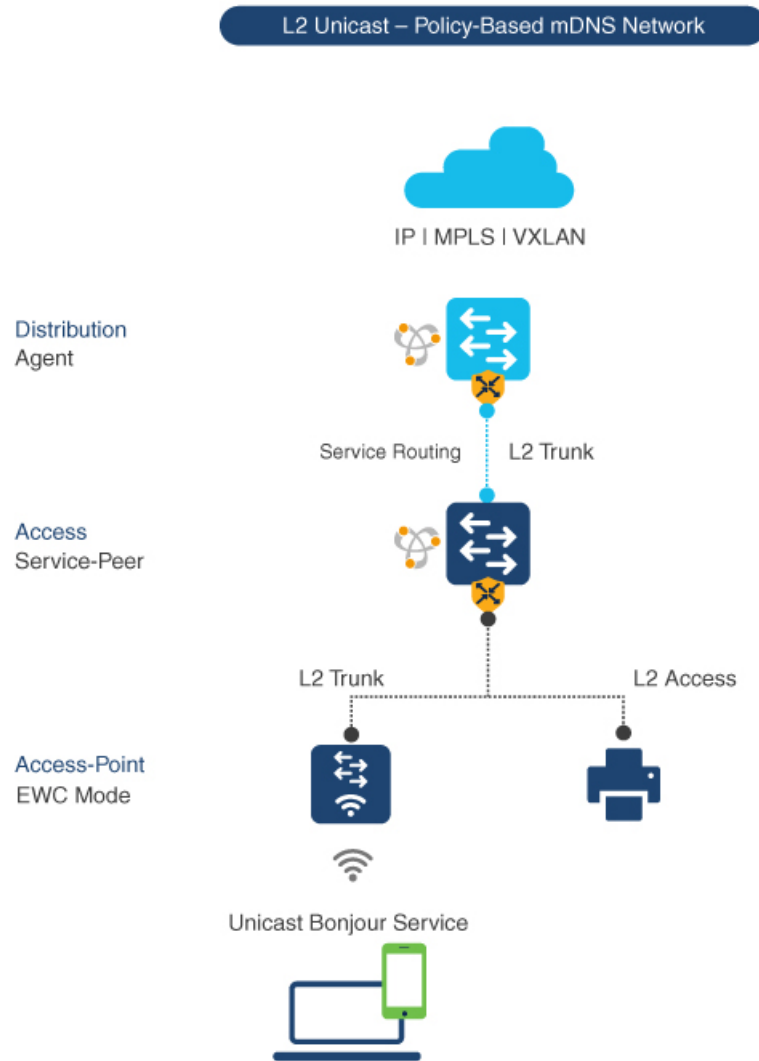 L2 Unicast – Policy-Based mDNS Network
IP | MPLS | VXLAN
Distribution
Agent
Service Routing
L2 Trunk
Access
Service-Peer
L2 Trunk
L2 Access
Access-Point
EWC Mode
Unicast Bonjour Service